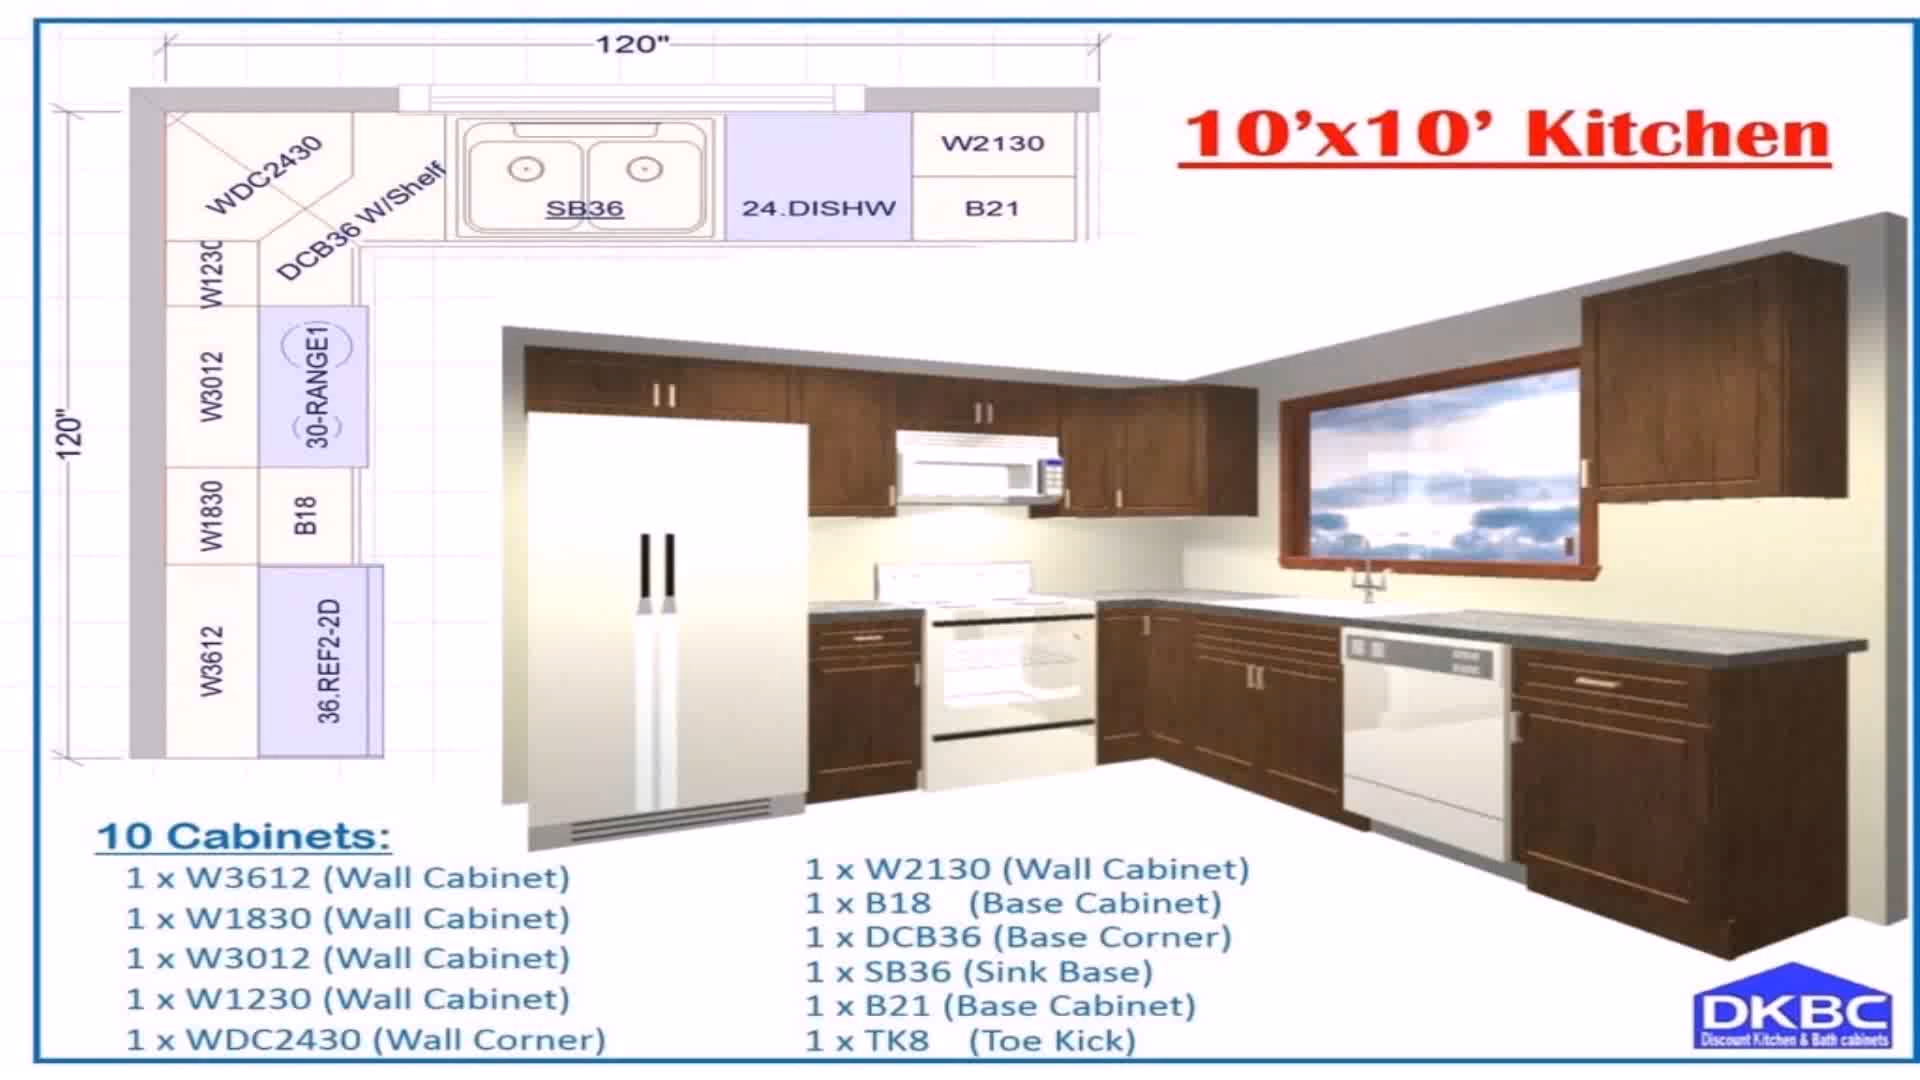 120"
10’x10’ Kitchen
WDC2430
DCB36 W/Shelf
SB36
24.DISHW
W2130
B21
W1230
W3012
30-RANGE1
120"
W1830
B18
W3612
36.REF2-2D
10 Cabinets:
1 x W3612 (Wall Cabinet)
1 x W1830 (Wall Cabinet)
1 x W3012 (Wall Cabinet)
1 x W1230 (Wall Cabinet)
1 x WDC2430 (Wall Corner)
1 x W2130 (Wall Cabinet)
1 x B18 (Base Cabinet)
1 x DCB36 (Base Corner)
1 x SB36 (Sink Base)
1 x B21 (Base Cabinet)
1 x TK8 (Toe Kick)
DKBC
Discount Kitchen & Bath cabinets